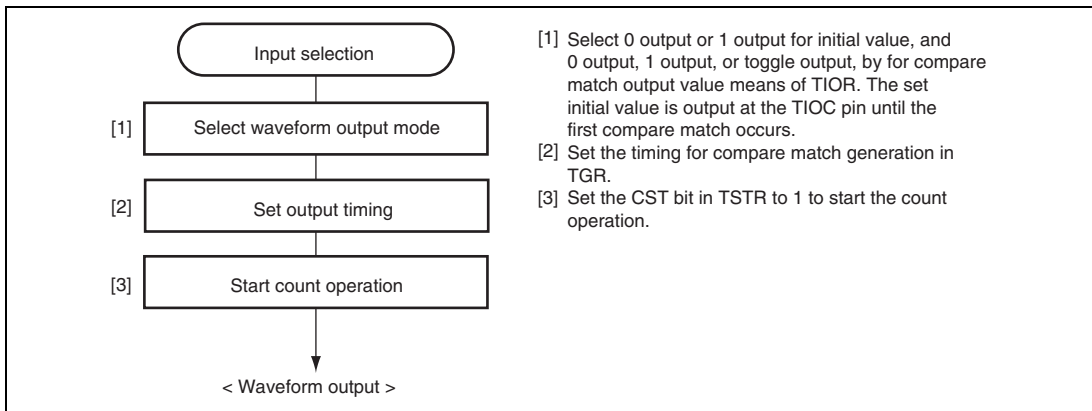 Input selection
[1] Select waveform output mode
[2] Set output timing
[3] Start count operation
< Waveform output >
[1] Select 0 output or 1 output for initial value, and
0 output, 1 output, or toggle output, by for compare
match output value means of TIOR. The set
initial value is output at the TIOC pin until the
first compare match occurs.
[2] Set the timing for compare match generation in
TGR.
[3] Set the CST bit in TSTR to 1 to start the count
operation.